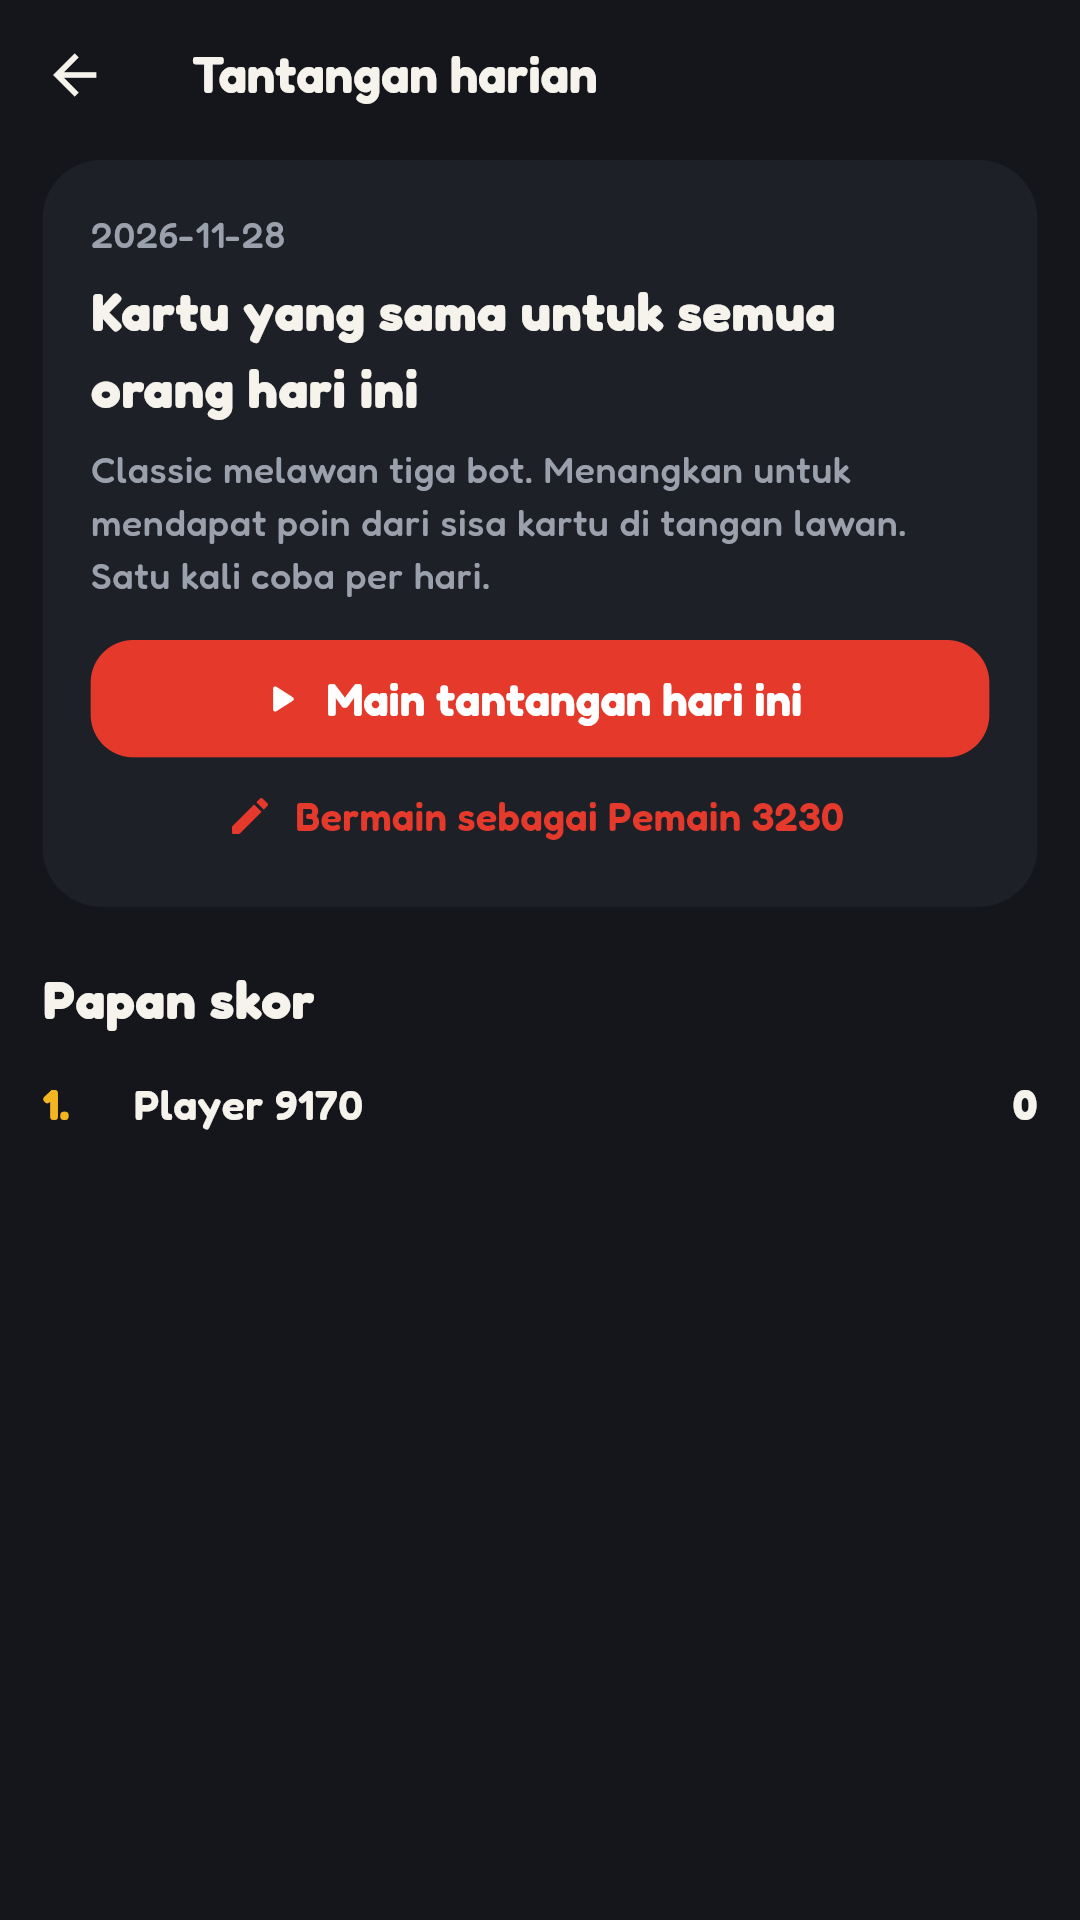 Tantangan harian
2026-11-28
Kartu yang sama untuk semua
orang hari ini
Classic melawan tiga bot. Menangkan untuk
mendapat poin dari sisa kartu di tangan lawan.
Satu kali coba per hari.
Main tantangan hari ini
Bermain sebagai Pemain 3230
Papan skor
1. Player 9170 0